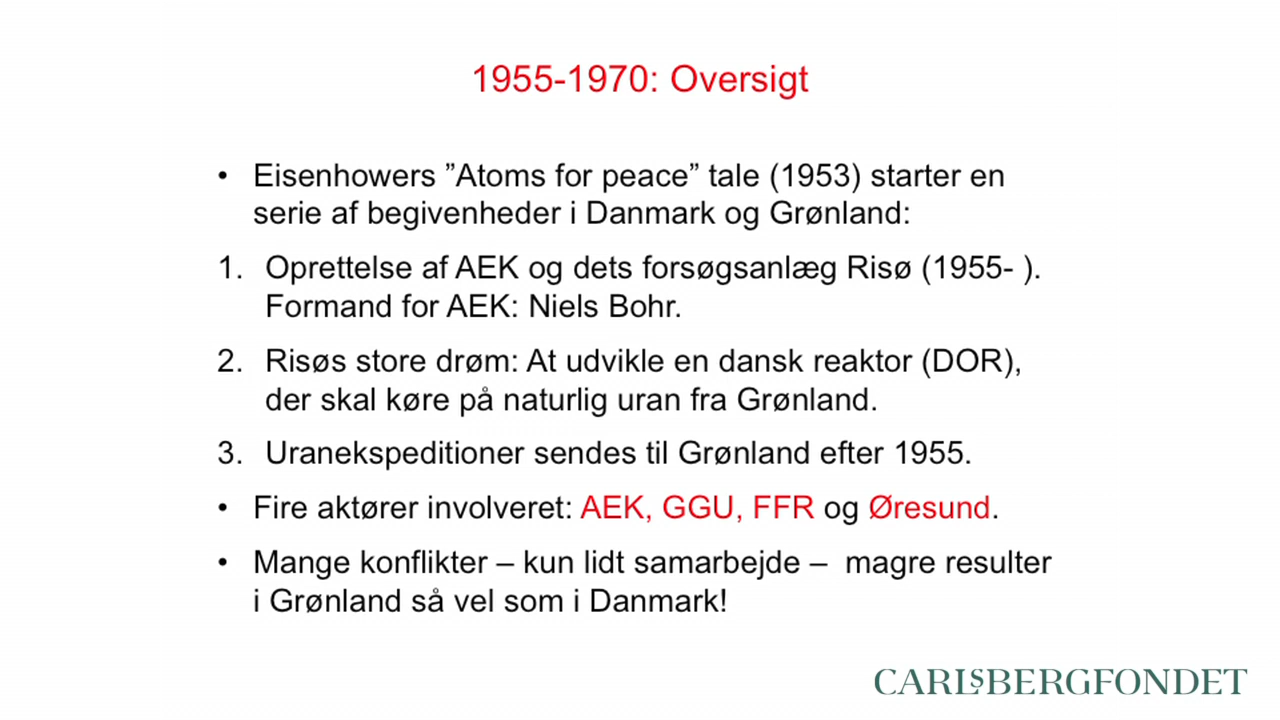 1955-1970: Oversigt
• Eisenhowers ”Atoms for peace” tale (1953) starter en
serie af begivenheder i Danmark og Grønland:
1. Oprettelse af AEK og dets forsøgsanlæg Risø (1955- ).
Formand for AEK: Niels Bohr.
2. Risøs store drøm: At udvikle en dansk reaktor (DOR),
der skal køre på naturlig uran fra Grønland.
3. Uranekspeditioner sendes til Grønland efter 1955.
• Fire aktører involveret: AEK, GGU, FFR og Øresund.
• Mange konflikter – kun lidt samarbejde – magre resulter
i Grønland så vel som i Danmark!
CARLSBERGFONDET